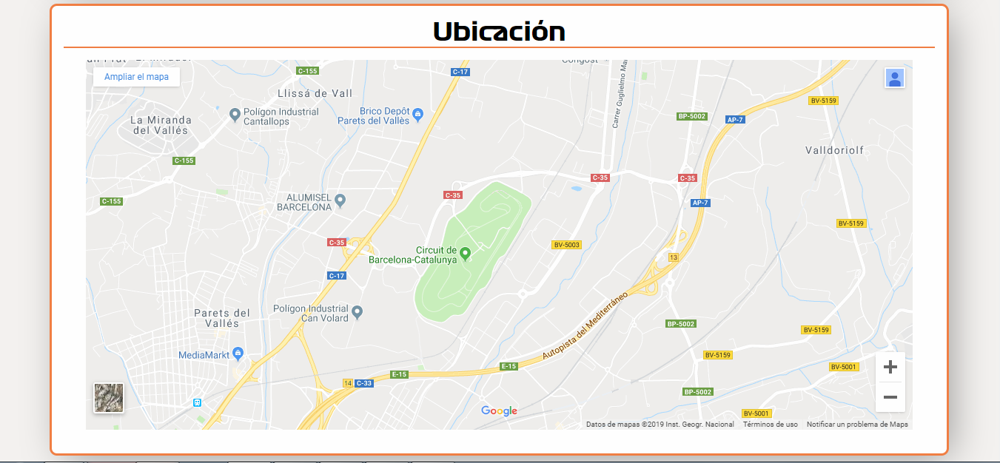 Ubicación
Ampliar el mapa
C-155
C-17
Congost
Carrer Guglielmo Mar
Llissá de Vall
BV-5159
La Miranda
del Vallés
Polígon Industrial
Cantallops
Brico Depôt
Parets del Vallès
BP-5002
AP-7
C-155
Valldoriolf
C-35
C-35
C-35
C-155
ALUMISEL
BARCELONA
AP-7
BV-5159
C-35
BV-5003
Circuit de
Barcelona-Catalunya
13
C-17
Polígon Industrial
Can Volard
Parets del
Vallés
Autopista del Mediterráneo
BP-5002
BV-5159
MediaMarkt
BV-5159
E-15
BV-5001
E-15
14
C-33
BP-5002
BV-5001
Google
Datos de mapas ©2019 Inst. Geogr. Nacional
Términos de uso
Notificar un problema de Maps